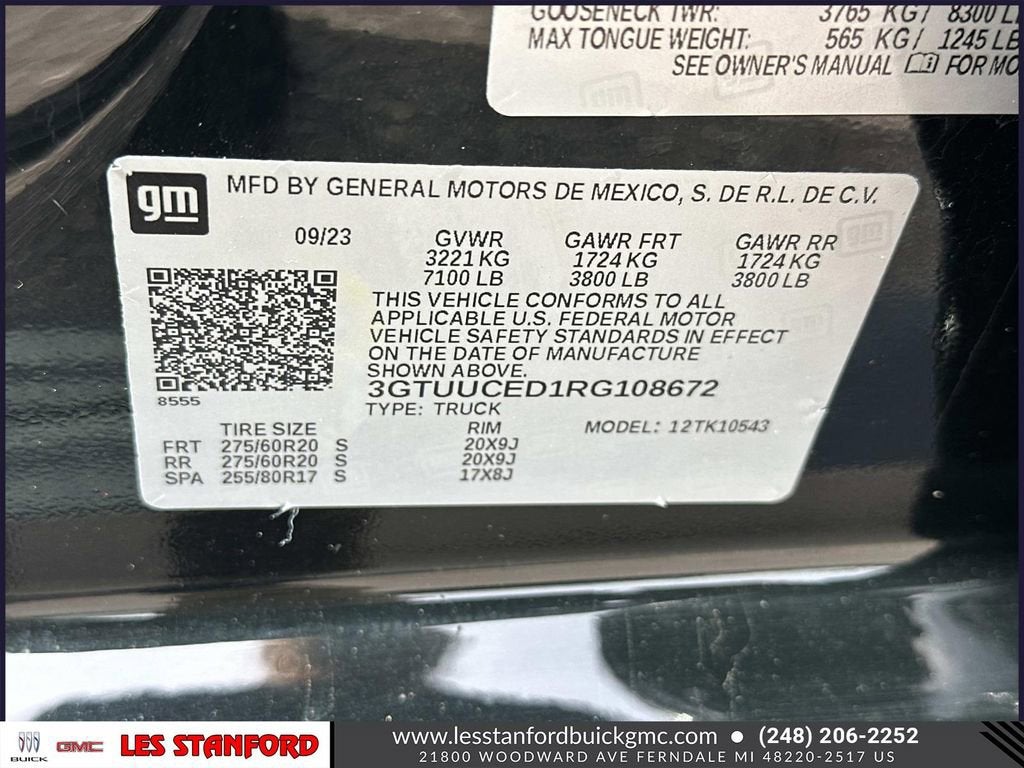 GOOSENECK TWR: 3765 KG/ 8300 L
MAX TONGUE WEIGHT: 565 KG/ 1245 LB
SEE OWNER'S MANUAL FOR MO
gm MFD BY GENERAL MOTORS DE MEXICO, S. DE R.L. DE C.V.
09/23 GVWR GAWR FRT GAWR RR
3221 KG 1724 KG 1724 KG
7100 LB 3800 LB 3800 LB
THIS VEHICLE CONFORMS TO ALL
APPLICABLE U.S. FEDERAL MOTOR
VEHICLE SAFETY STANDARDS IN EFFECT
ON THE DATE OF MANUFACTURE
SHOWN ABOVE.
3GTUUCED1RG108672
8555
TYPE: TRUCK
TIRE SIZE RIM MODEL: 12TK10543
FRT 275/60R20 S 20X9J
RR 275/60R20 S 20X9J
SPA 255/80R17 S 17X8J
BUICK GMC LES STANFORD
www.lesstanfordbuickgmc.com • (248) 206-2252
21800 WOODWARD AVE FERNDALE MI 48220-2517 US